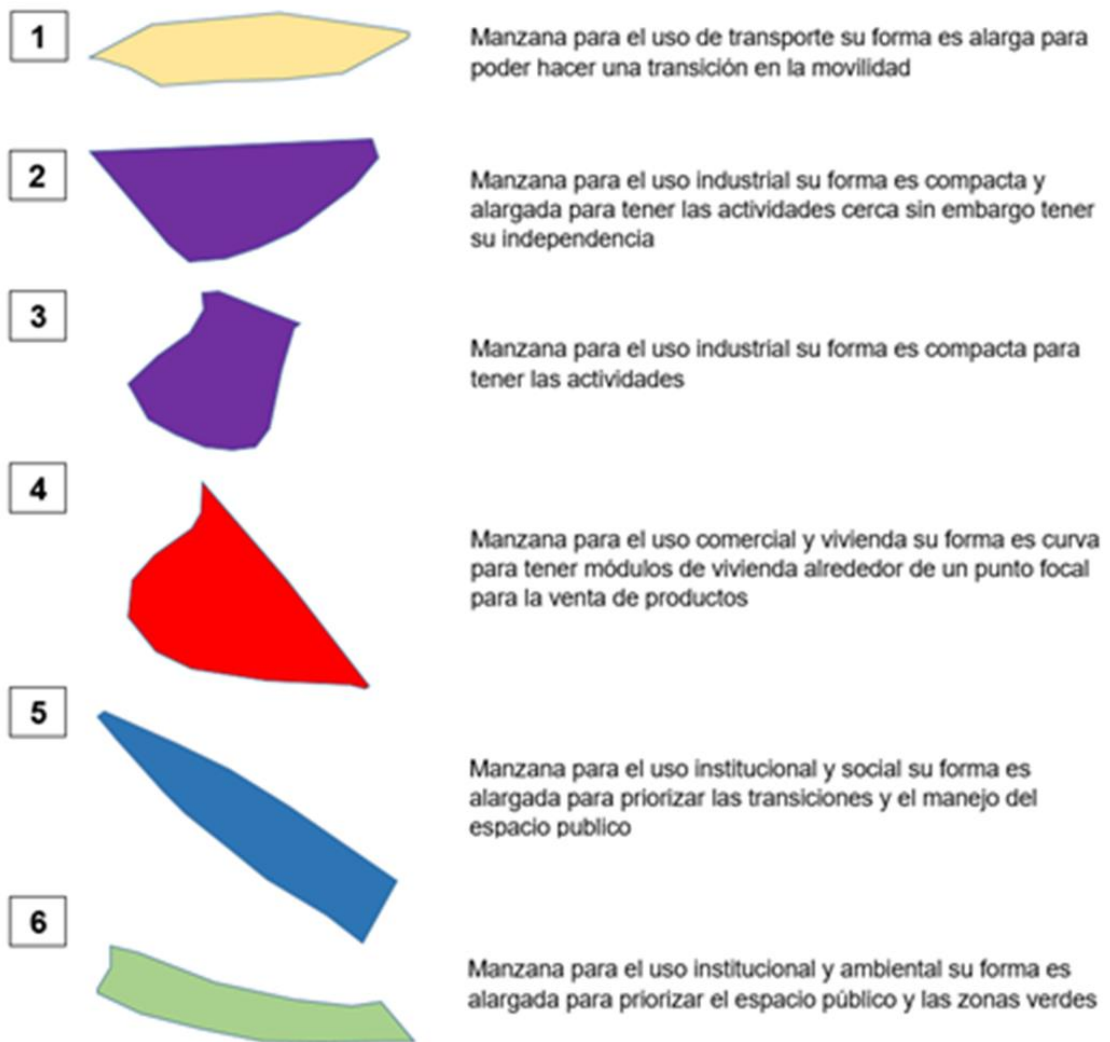 1
Manzana para el uso de transporte su forma es alarga para
poder hacer una transición en la movilidad
2
Manzana para el uso industrial su forma es compacta y
alargada para tener las actividades cerca sin embargo tener
su independencia
3
Manzana para el uso industrial su forma es compacta para
tener las actividades
4
Manzana para el uso comercial y vivienda su forma es curva
para tener módulos de vivienda alrededor de un punto focal
para la venta de productos
5
Manzana para el uso institucional y social su forma es
alargada para priorizar las transiciones y el manejo del
espacio publico
6
Manzana para el uso institucional y ambiental su forma es
alargada para priorizar el espacio público y las zonas verdes